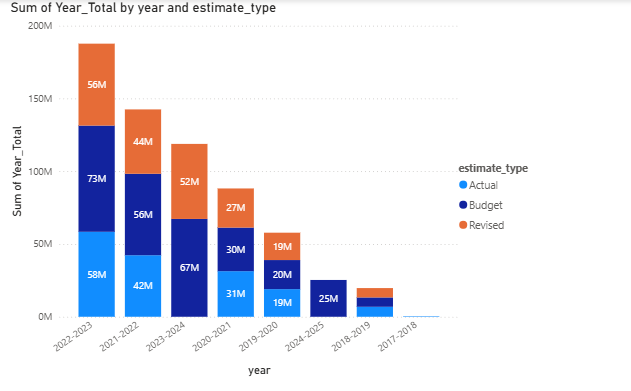 Sum of Year_Total by year and estimate_type
200M
150M
100M
50M
0M
Sum of Year_Total
56M
73M
58M
44M
56M
42M
52M
67M
27M
30M
31M
19M
20M
19M
25M
2022-2023
2021-2022
2023-2024
2020-2021
2019-2020
2024-2025
2018-2019
2017-2018
year
estimate_type
Actual
Budget
Revised